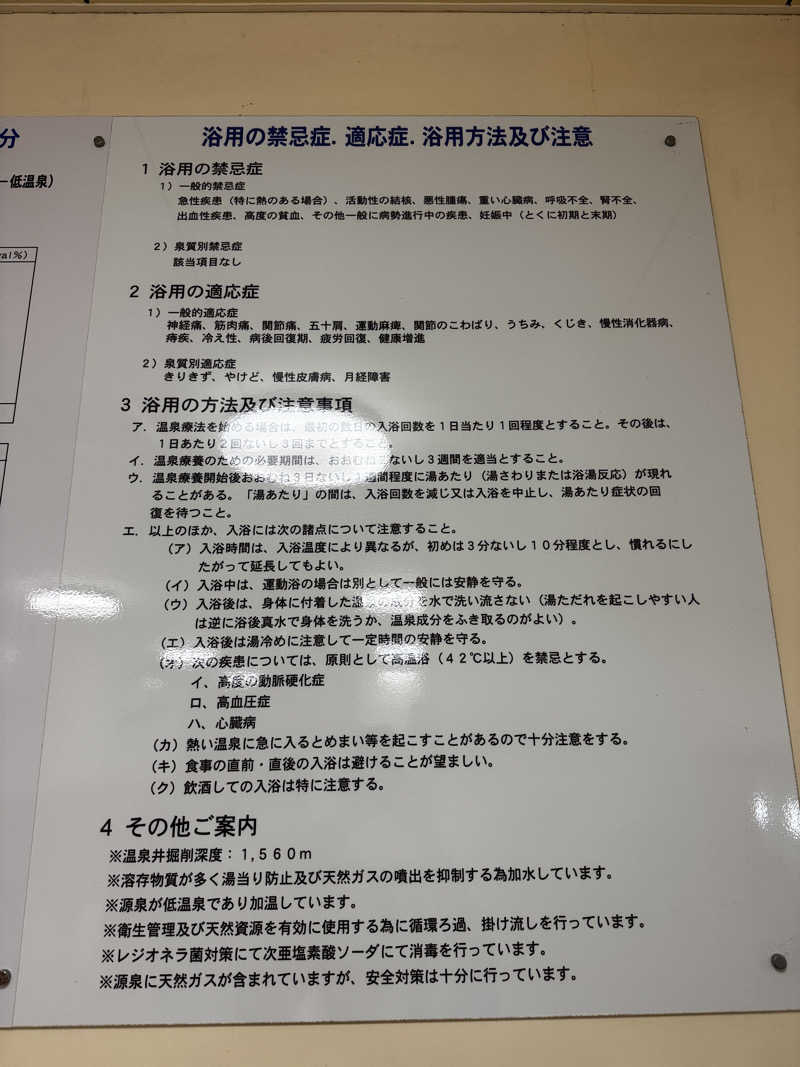 分
－低温泉）
val％）
浴用の禁忌症．適応症．浴用方法及び注意
１ 浴用の禁忌症
１）一般的禁忌症
急性疾患（特に熱のある場合）、活動性の結核、悪性腫瘍、重い心臓病、呼吸不全、腎不全、
出血性疾患、高度の貧血、その他一般に病勢進行中の疾患、妊娠中（とくに初期と末期）
２）泉質別禁忌症
該当項目なし
２ 浴用の適応症
１）一般的適応症
神経痛、筋肉痛、関節痛、五十肩、運動麻痺、関節のこわばり、うちみ、くじき、慢性消化器病、
痔疾、冷え性、病後回復期、疲労回復、健康増進
２）泉質別適応症
きりきず、やけど、慢性皮膚病、月経障害
３ 浴用の方法及び注意事項
ア．温泉療法を始める場合は、最初の数日の入浴回数を１日当たり１回程度とすること。その後は、
１日あたり２回ないし３回までとすること。
イ．温泉療養のための必要期間は、おおむね２ないし３週間を適当とすること。
ウ．温泉療養開始後おおむね３日ないし１週間程度に湯あたり（湯さわりまたは浴湯反応）が現れ
ることがある。「湯あたり」の間は、入浴回数を減じ又は入浴を中止し、湯あたり症状の回
復を待つこと。
エ．以上のほか、入浴には次の諸点について注意すること。
（ア）入浴時間は、入浴温度により異なるが、初めは３分ないし１０分程度とし、慣れるにし
たがって延長してもよい。
（イ）入浴中は、運動浴の場合は別として一般には安静を守る。
（ウ）入浴後は、身体に付着した温泉の成分を水で洗い流さない（湯ただれを起こしやすい人
は逆に浴後真水で身体を洗うか、温泉成分をふき取るのがよい）。
（エ）入浴後は湯冷めに注意して一定時間の安静を守る。
（オ）次の疾患については、原則として高温浴（４２℃以上）を禁忌とする。
イ、高度の動脈硬化症
ロ、高血圧症
ハ、心臓病
（カ）熱い温泉に急に入るとめまい等を起こすことがあるので十分注意をする。
（キ）食事の直前・直後の入浴は避けることが望ましい。
（ク）飲酒しての入浴は特に注意する。
４ その他ご案内
※温泉井掘削深度：１,５６０ｍ
※溶存物質が多く湯当り防止及び天然ガスの噴出を抑制する為加水しています。
※源泉が低温泉であり加温しています。
※衛生管理及び天然資源を有効に使用する為に循環ろ過、掛け流しを行っています。
※レジオネラ菌対策にて次亜塩素酸ソーダにて消毒を行っています。
※源泉に天然ガスが含まれていますが、安全対策は十分に行っています。